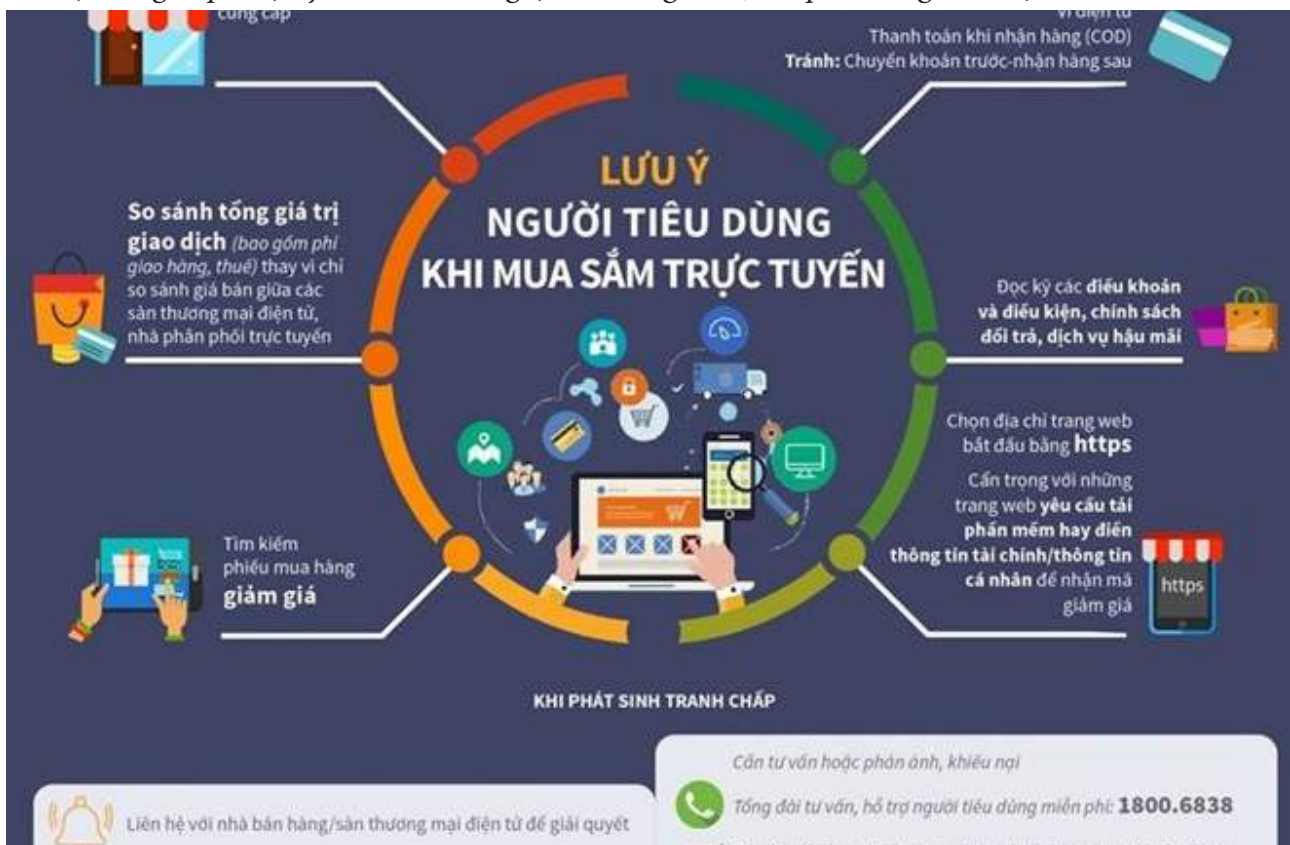 cung cấp
ví điện tử
Thanh toán khi nhận hàng (COD)
Tránh: Chuyển khoản trước-nhận hàng sau
LƯU Ý
NGƯỜI TIÊU DÙNG
KHI MUA SẮM TRỰC TUYẾN
So sánh tổng giá trị
giao dịch (bao gồm phí
giao hàng, thuế) thay vì chỉ
so sánh giá bán giữa các
sàn thương mại điện tử,
nhà phân phối trực tuyến
Đọc kỹ các điều khoản
và điều kiện, chính sách
đổi trả, dịch vụ hậu mãi
Chọn địa chỉ trang web
bắt đầu bằng https
Cẩn trọng với những
trang web yêu cầu tải
phần mềm hay điền
thông tin tài chính/thông tin
cá nhân để nhận mã
giảm giá
https
Tìm kiếm
phiếu mua hàng
giảm giá
KHI PHÁT SINH TRANH CHẤP
Liên hệ với nhà bán hàng/sàn thương mại điện tử để giải quyết
Cần tư vấn hoặc phản ánh, khiếu nại
Tổng đài tư vấn, hỗ trợ người tiêu dùng miễn phí: 1800.6838